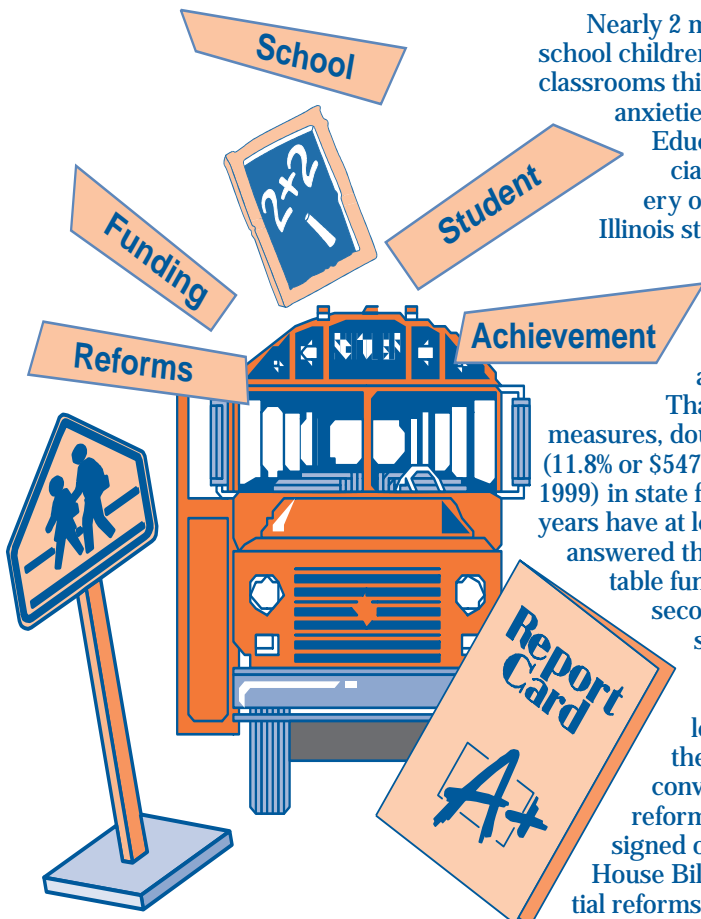 School
2+2
Student
Funding
Achievement
Reforms
Report
Card
A+
Nearly 2 m
school children
classrooms thi
anxietie
Educ
cia
ery o
Illinois st
a
Tha
measures, dou
(11.8% or $547
1999) in state f
years have at le
answered th
table fun
seco
s
le
the
conv
reform
signed o
House Bil
tial reforms